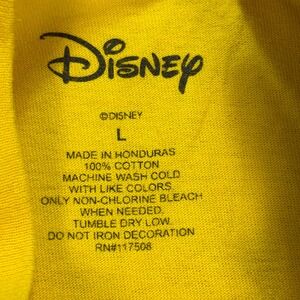 Disney
©DISNEY
L
MADE IN HONDURAS
100% COTTON
MACHINE WASH COLD
WITH LIKE COLORS
ONLY NON-CHLORINE BLEACH
WHEN NEEDED.
TUMBLE DRY LOW.
DO NOT IRON DECORATION
RN#117508